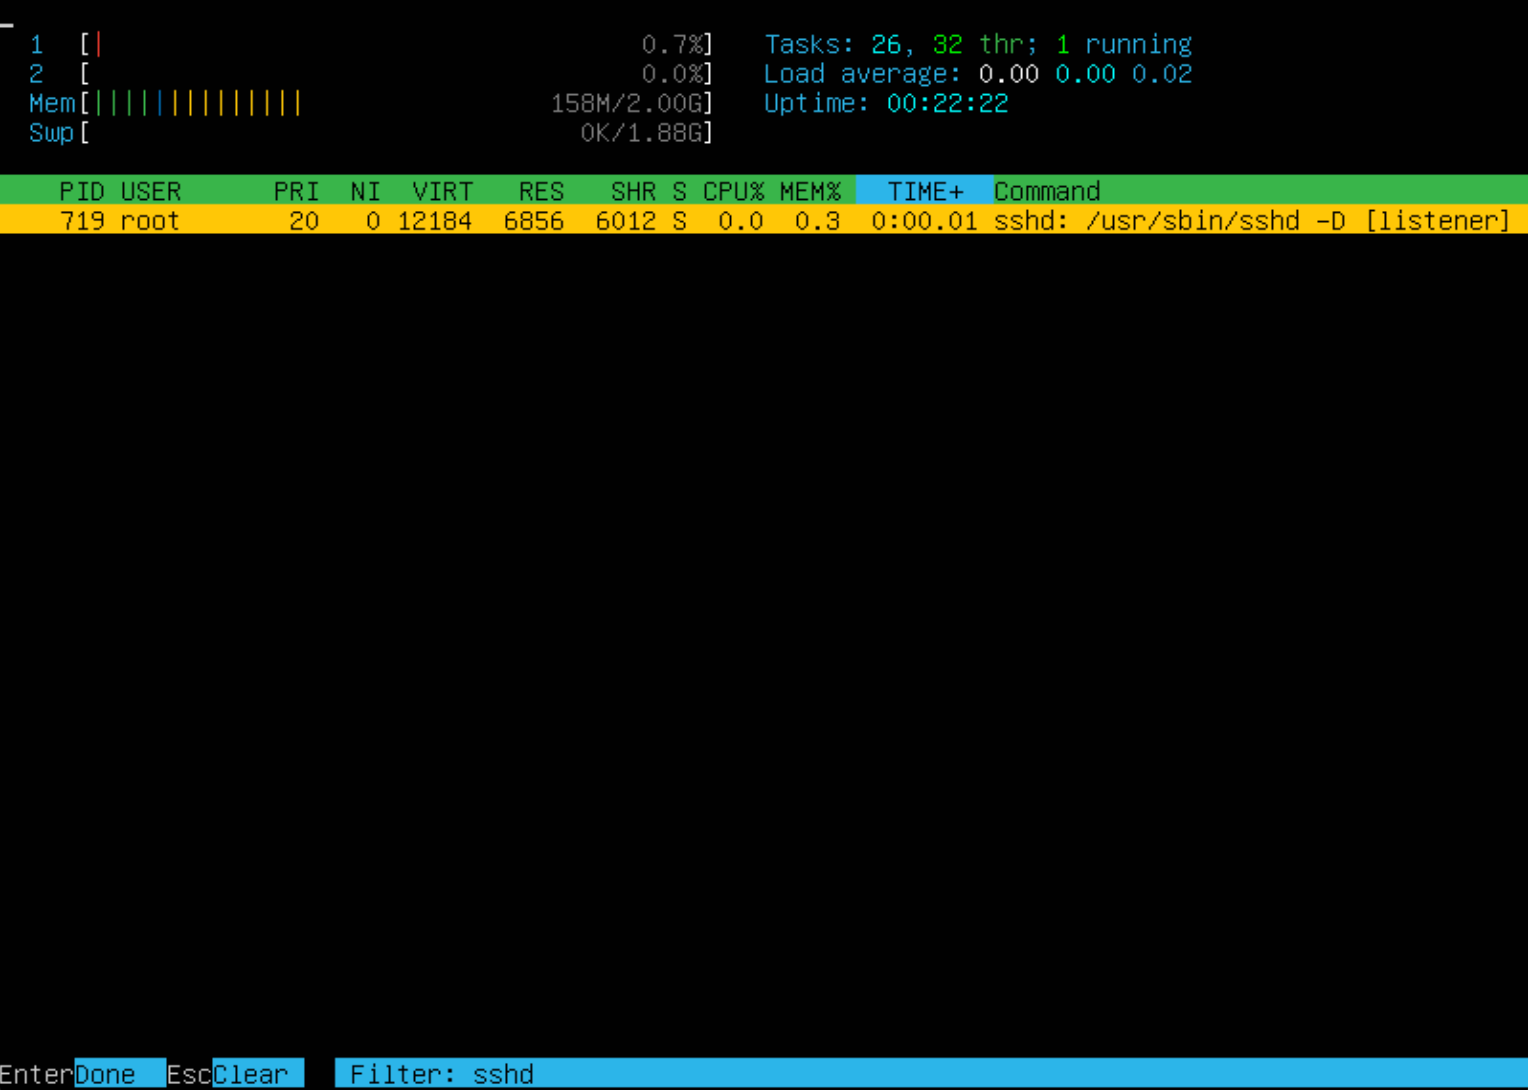 1 [| 0.7%] Tasks: 26, 32 thr; 1 running
2 [ 0.0%] Load average: 0.00 0.00 0.02
Mem[|||||||||||||| 158M/2.00G] Uptime: 00:22:22
Swp[ 0K/1.88G]
PID USER PRI NI VIRT RES SHR S CPU% MEM% TIME+ Command
719 root 20 0 12184 6856 6012 S 0.0 0.3 0:00.01 sshd: /usr/sbin/sshd -D [listener]
EnterDone EscClear Filter: sshd